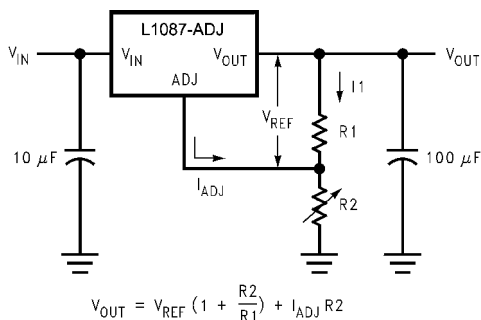 L1087-ADJ
V_IN
V_IN
V_OUT
V_OUT
ADJ
I1
V_REF
R1
10 µF
100 µF
I_ADJ
R2
V_OUT = V_REF (1 + R2/R1) + I_ADJ R2